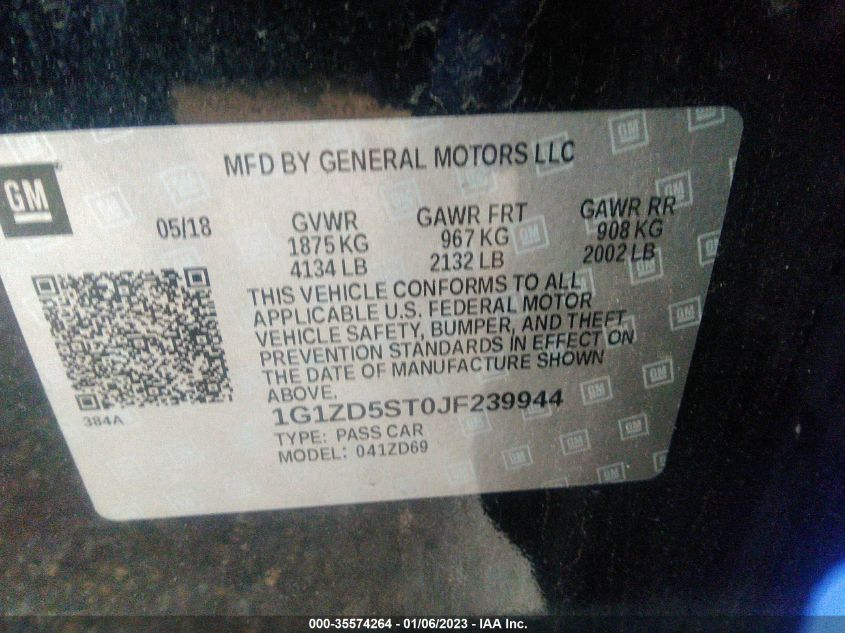 MFD BY GENERAL MOTORS LLC
GM
05/18 GVWR GAWR FRT GAWR RR
1875 KG 967 KG 908 KG
4134 LB 2132 LB 2002 LB
THIS VEHICLE CONFORMS TO ALL
APPLICABLE U.S. FEDERAL MOTOR
VEHICLE SAFETY, BUMPER, AND THEFT
PREVENTION STANDARDS IN EFFECT ON
THE DATE OF MANUFACTURE SHOWN
ABOVE.
384A
1G1ZD5ST0JF239944
TYPE: PASS CAR
MODEL: 041ZD69
000-35574264 - 01/06/2023 - IAA Inc.